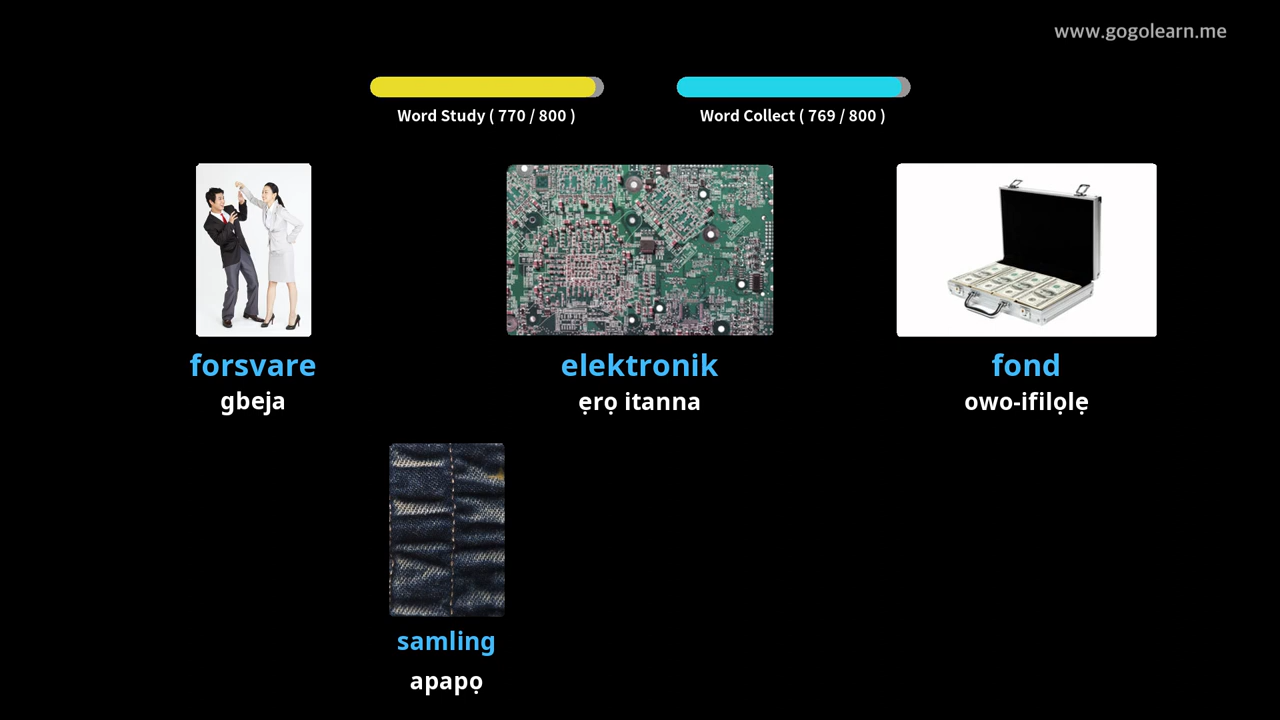 www.gogolearn.me
Word Study ( 770 / 800 )
Word Collect ( 769 / 800 )
forsvare
gbeja
elektronik
ẹrọ itanna
fond
owo-ifilọlẹ
samling
apapọ